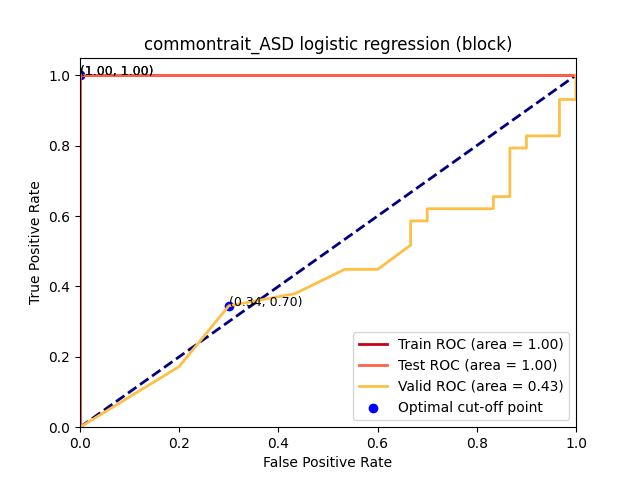 commontrait_ASD logistic regression (block)
1.0
0.8
0.6
0.4
0.2
0.0
True Positive Rate
(1.00, 1.00)
(0.34, 0.70)
Train ROC (area = 1.00)
Test ROC (area = 1.00)
Valid ROC (area = 0.43)
Optimal cut-off point
0.0 0.2 0.4 0.6 0.8 1.0
False Positive Rate